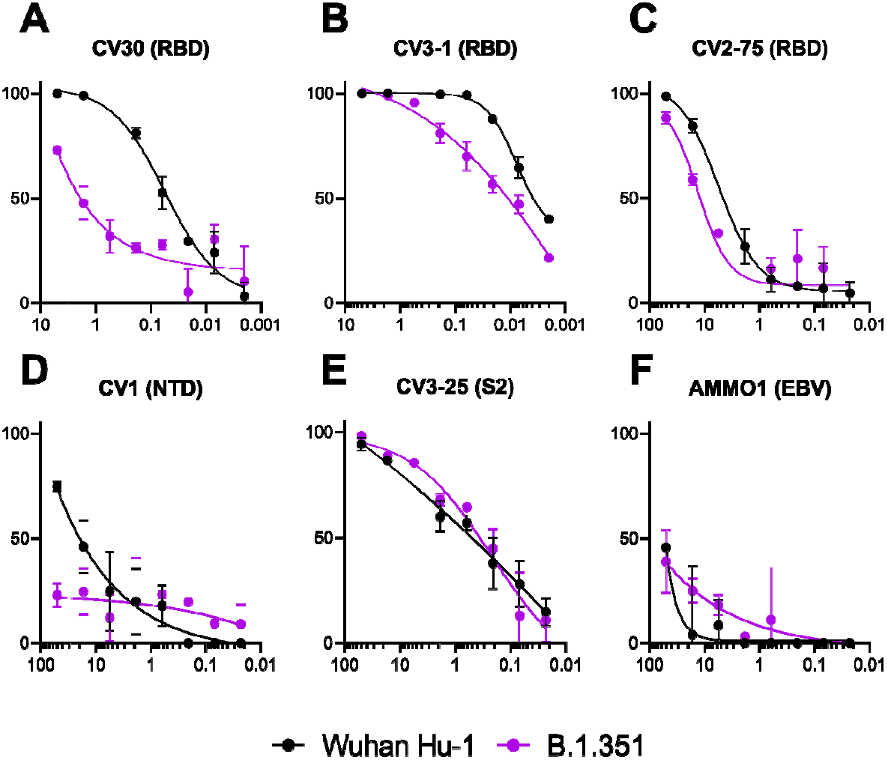 A
CV30 (RBD)
100
50
0
10 1 0.1 0.01 0.001
B
CV3-1 (RBD)
100
50
0
10 1 0.1 0.01 0.001
C
CV2-75 (RBD)
100
50
0
100 10 1 0.1 0.01
D
CV1 (NTD)
100
50
0
100 10 1 0.1 0.01
E
CV3-25 (S2)
100
50
0
100 10 1 0.1 0.01
F
AMMO1 (EBV)
100
50
0
100 10 1 0.1 0.01
Wuhan Hu-1 B.1.351